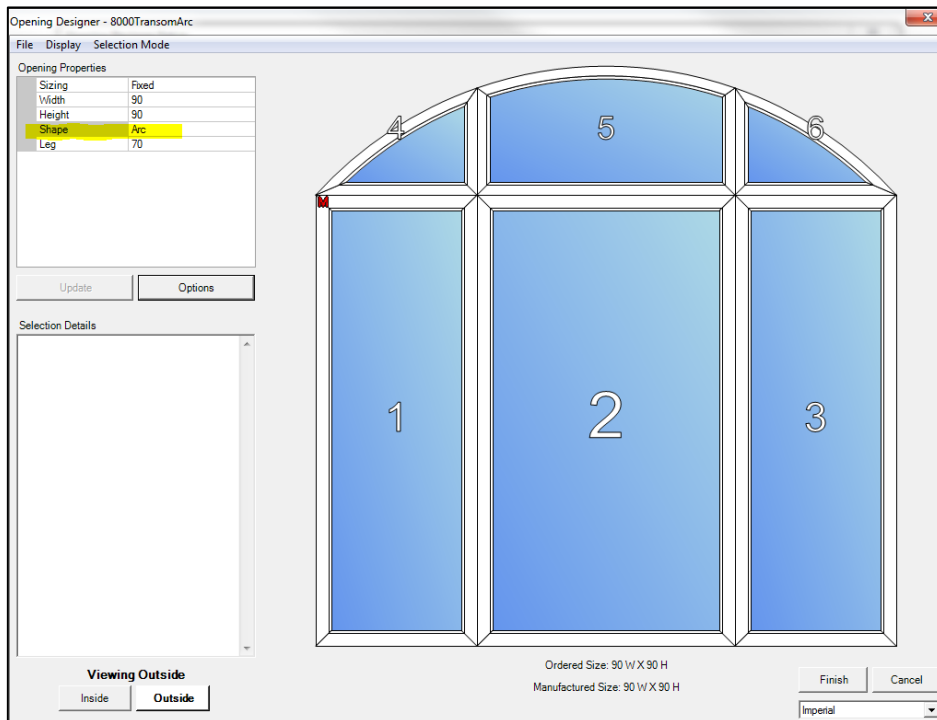 Opening Designer - 8000TransomArc
File Display Selection Mode
Opening Properties
Sizing Fixed
Width 90
Height 90
Shape Arc
Leg 70
Update Options
Selection Details
4 5 6
M
1 2 3
Viewing Outside
Inside Outside
Ordered Size: 90 W X 90 H
Manufactured Size: 90 W X 90 H
Finish Cancel
Imperial